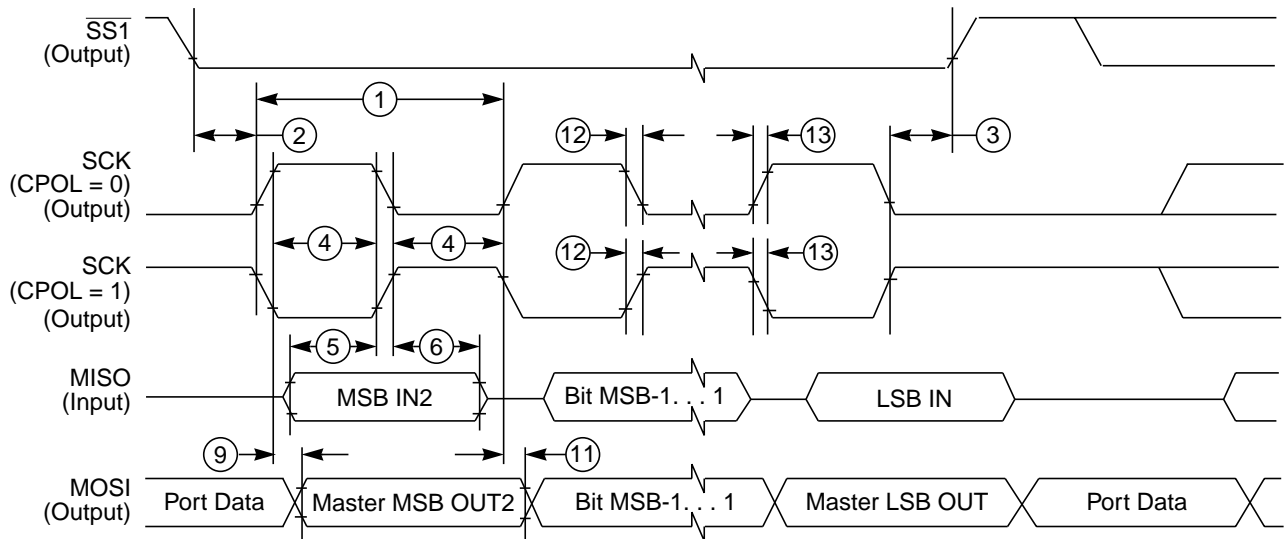 SS1
(Output)
1
2
12
13
3
SCK
(CPOL = 0)
(Output)
4
4
SCK
(CPOL = 1)
(Output)
12
13
5
6
MISO
(Input)
MSB IN2
Bit MSB-1. . . 1
LSB IN
9
11
MOSI
(Output)
Port Data
Master MSB OUT2
Bit MSB-1. . . 1
Master LSB OUT
Port Data